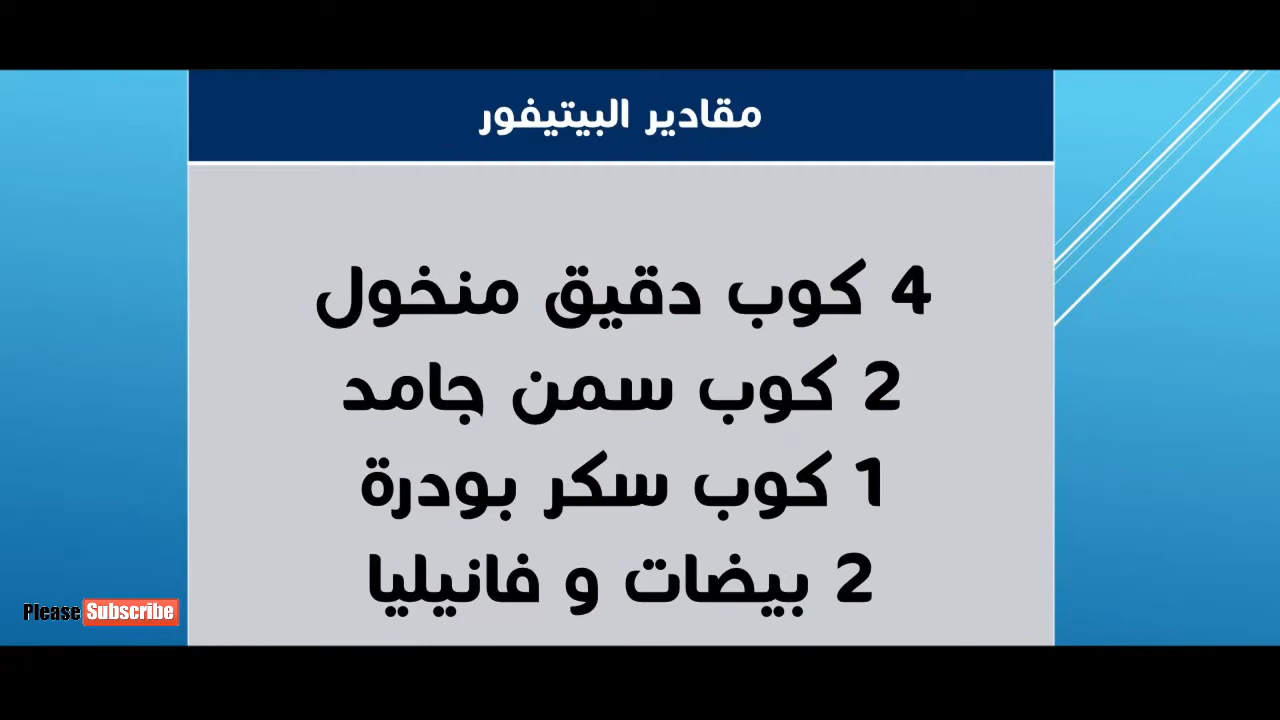 مقادير البيتيفور
4 كوب دقيق منخول
2 كوب سمن جامد
1 كوب سكر بودرة
2 بيضات و فانيليا
Please Subscribe